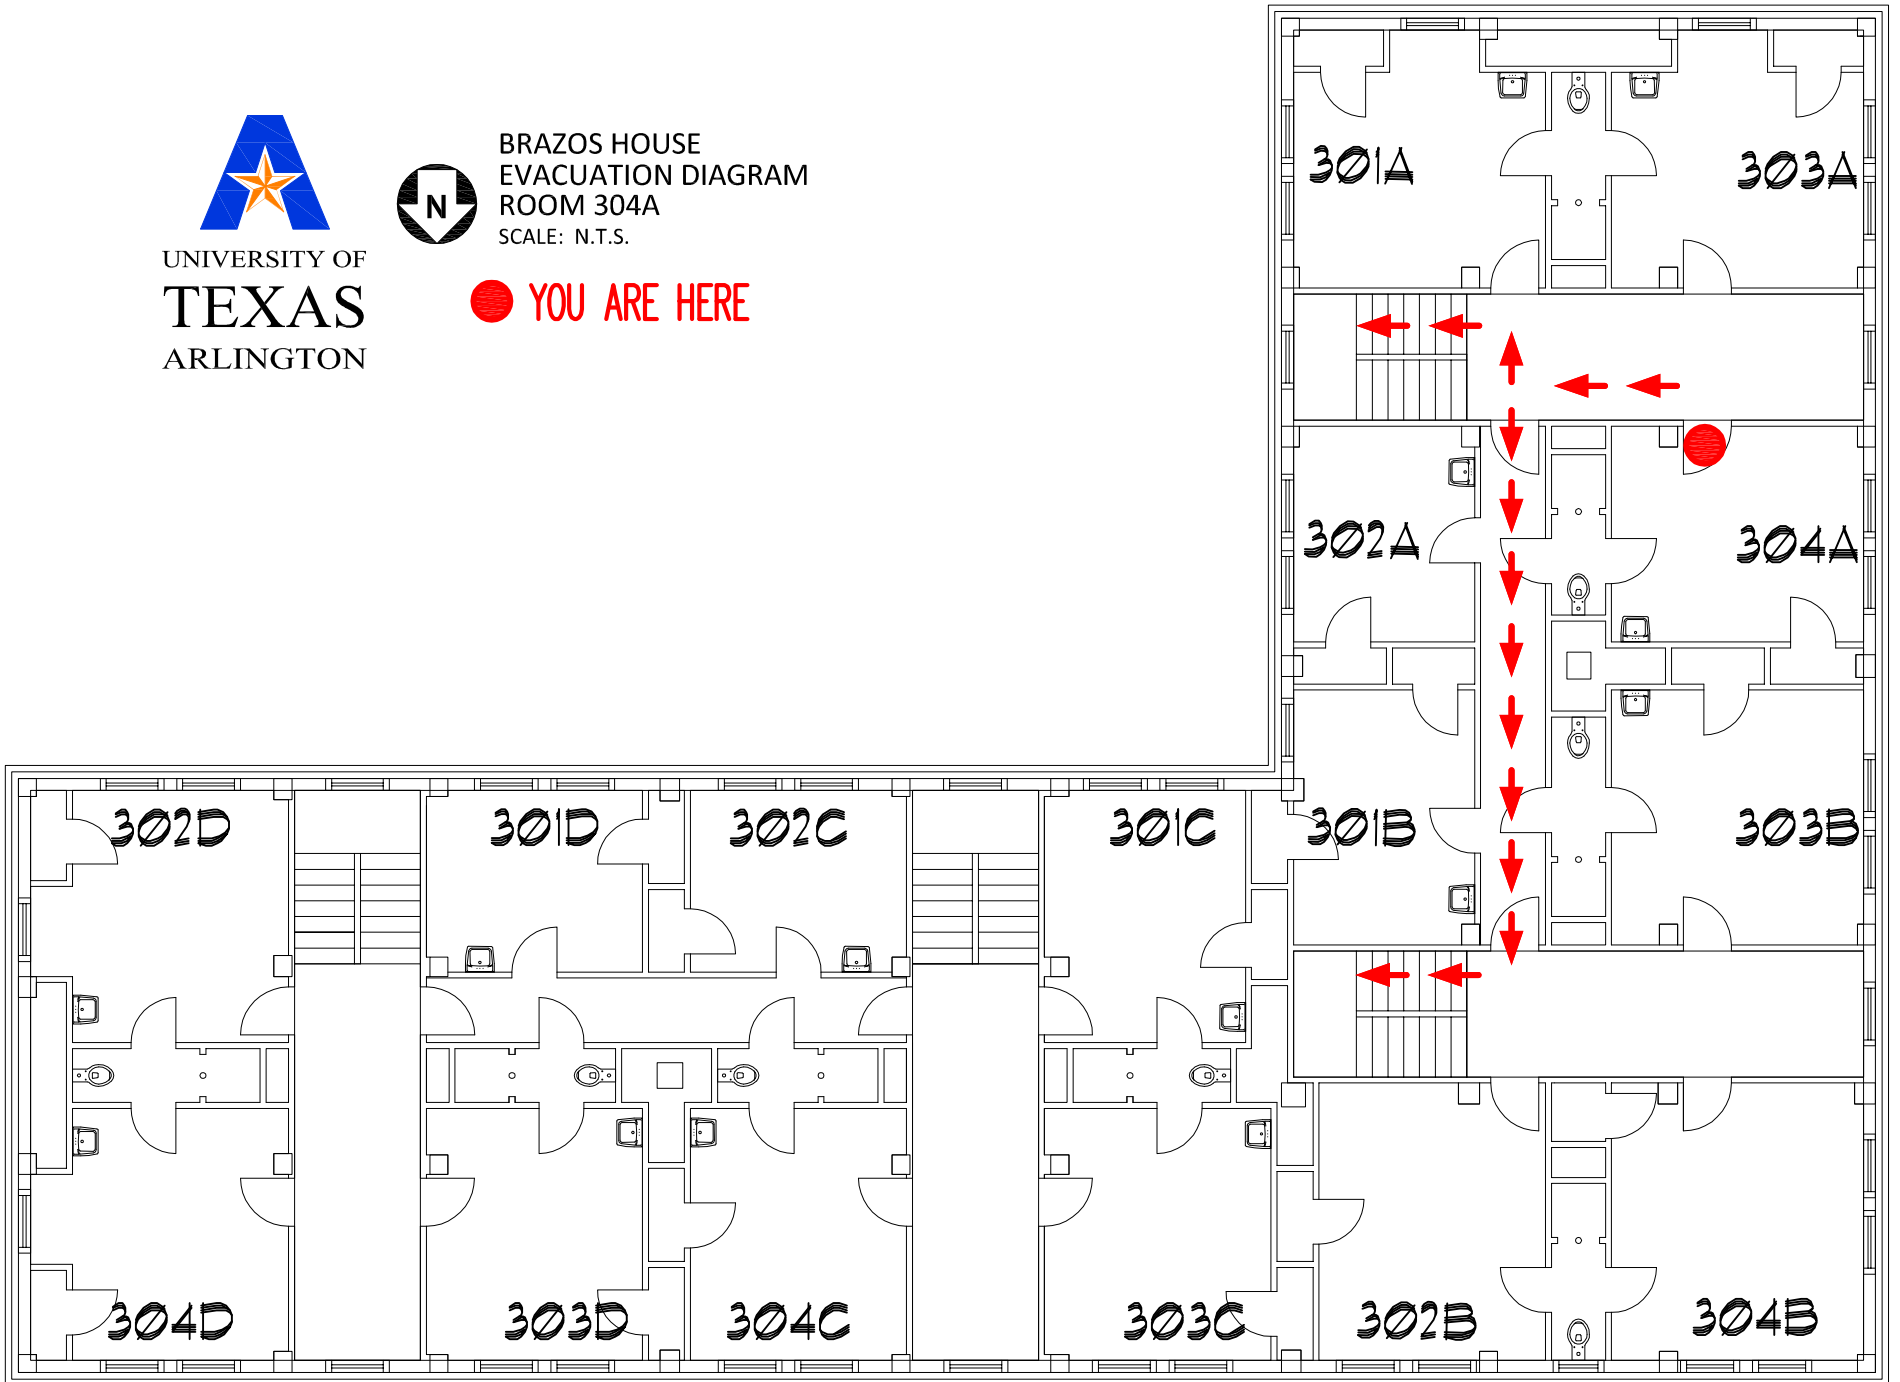 BRAZOS HOUSE
EVACUATION DIAGRAM
ROOM 304A
SCALE: N.T.S.
N
YOU ARE HERE
UNIVERSITY OF
TEXAS
ARLINGTON
301A
303A
302A
304A
301B
303B
302D
301D
302C
301C
304D
303D
304C
303C
302B
304B